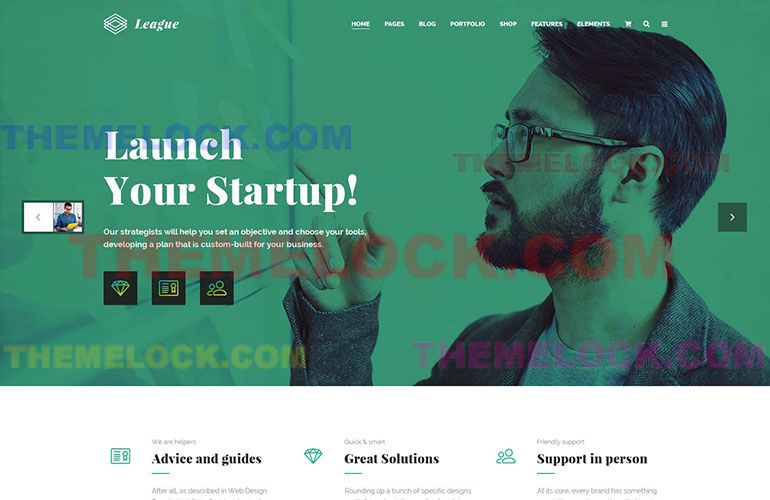 League
HOME PAGES BLOG PORTFOLIO SHOP FEATURES ELEMENTS
THEMELOCK.COM
THEMELOCK.COM
Launch
Your Startup!
Our strategists will help you set an objective and choose your tools,
developing a plan that is custom-built for your business.
THEMELOCK.COM
THEMELOCK.COM
THEMELOCK.COM
We are helpers
Advice and guides
After all, as described in Web Design
Quick & smart
Great Solutions
Rounding up a bunch of specific designs
Friendly support
Support in person
At its core, every brand has something